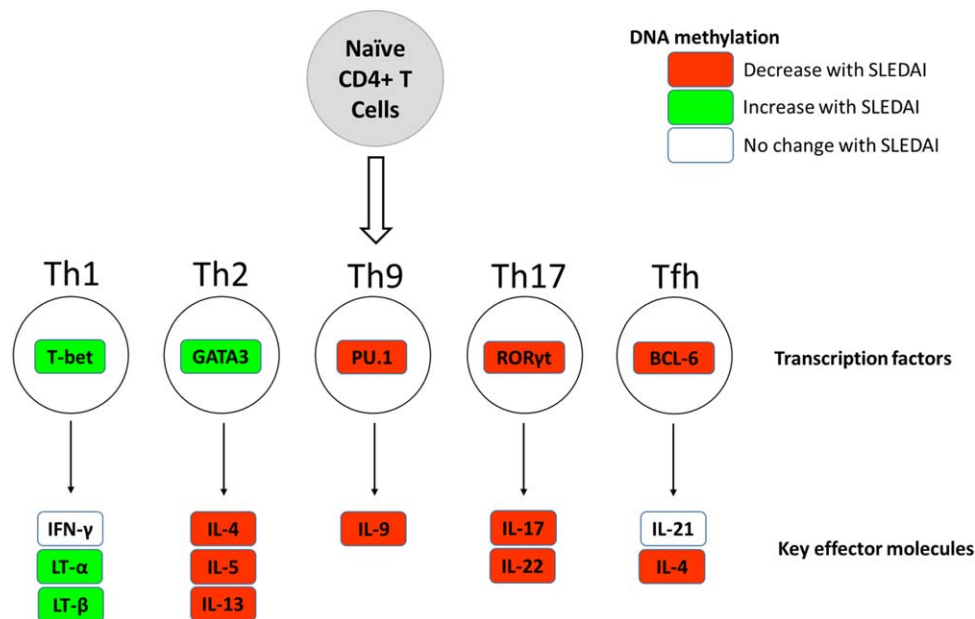 Naïve
CD4+ T
Cells
DNA methylation
Decrease with SLEDAI
Increase with SLEDAI
No change with SLEDAI
Th1 Th2 Th9 Th17 Tfh
T-bet GATA3 PU.1 RORγt BCL-6 Transcription factors
IFN-γ IL-4 IL-9 IL-17 IL-21
LT-α IL-5 IL-22 IL-4 Key effector molecules
LT-β IL-13